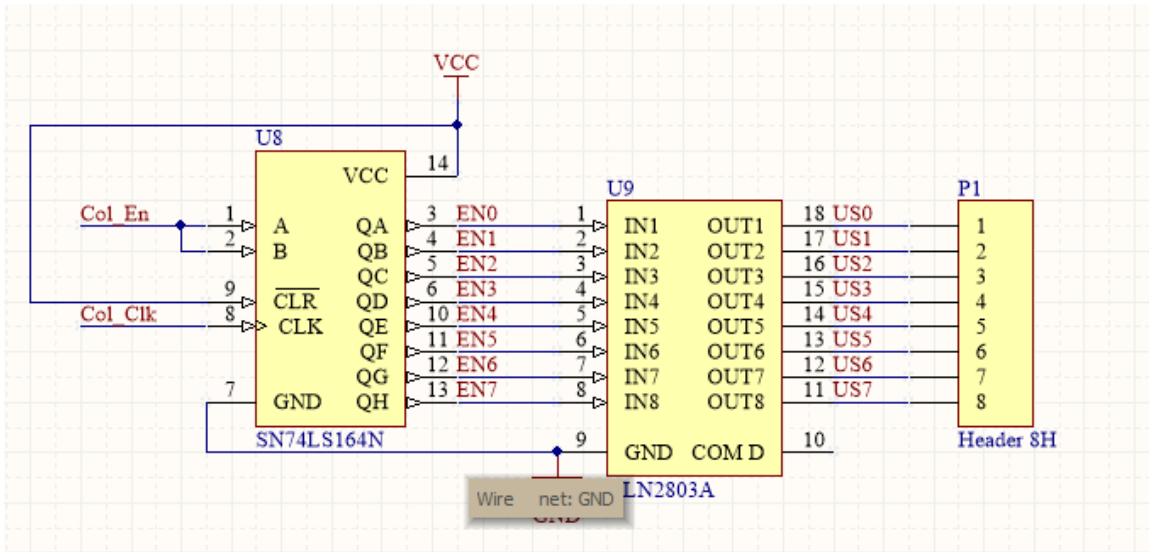 VCC
U8
VCC 14
U9
P1
Col_En 1 A QA 3 EN0 1 IN1 OUT1 18 US0 1
2 B QB 4 EN1 2 IN2 OUT2 17 US1 2
QC 5 EN2 3 IN3 OUT3 16 US2 3
9 CLR QD 6 EN3 4 IN4 OUT4 15 US3 4
Col_Clk 8 CLK QE 10 EN4 5 IN5 OUT5 14 US4 5
QF 11 EN5 6 IN6 OUT6 13 US5 6
QG 12 EN6 7 IN7 OUT7 12 US6 7
7 GND QH 13 EN7 8 IN8 OUT8 11 US7 8
SN74LS164N
9 GND COM D 10
Header 8H
Wire net: GND
LN2803A
GND